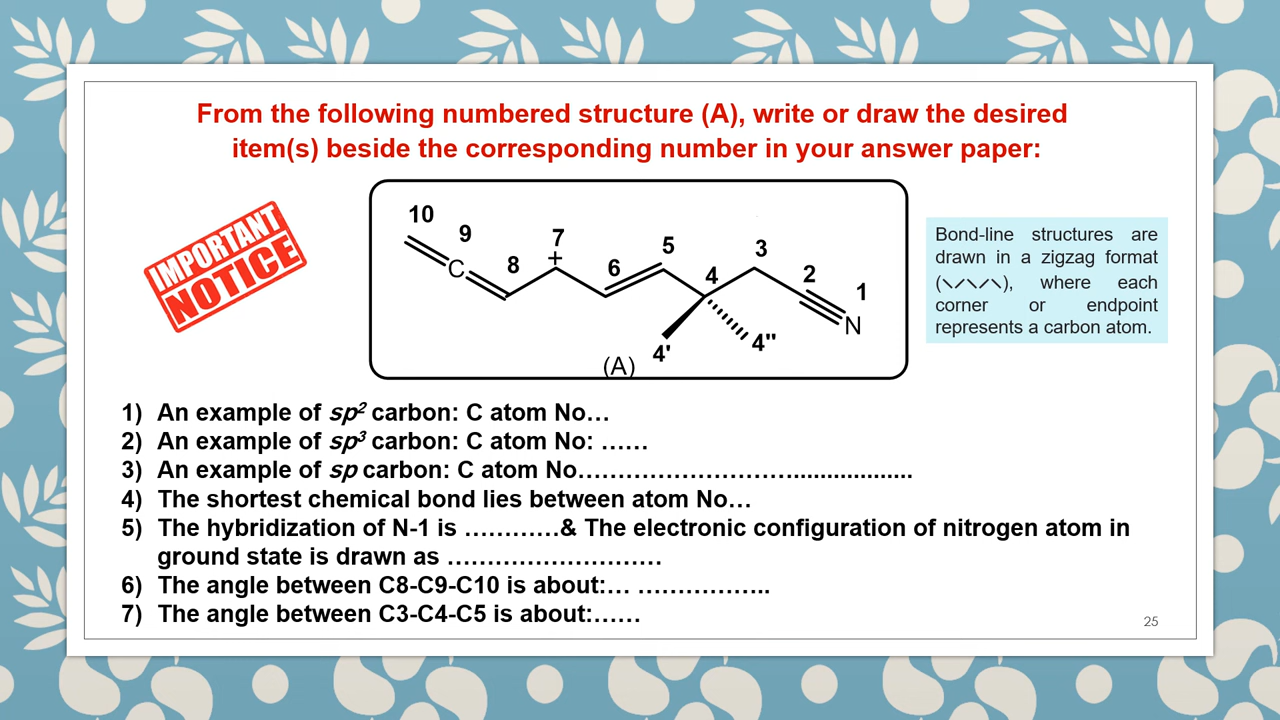 From the following numbered structure (A), write or draw the desired
item(s) beside the corresponding number in your answer paper:
IMPORTANT
NOTICE
10
9
C
8
7
+
6
5
4
3
2
1
N
4'
4"
(A)
Bond-line structures are
drawn in a zigzag format
(⟍⟋⟍⟋⟍), where each
corner or endpoint
represents a carbon atom.
1) An example of sp² carbon: C atom No…
2) An example of sp³ carbon: C atom No: ……
3) An example of sp carbon: C atom No………………………..................
4) The shortest chemical bond lies between atom No…
5) The hybridization of N-1 is …………& The electronic configuration of nitrogen atom in
ground state is drawn as ………………………
6) The angle between C8-C9-C10 is about:… ……………..
7) The angle between C3-C4-C5 is about:……
25